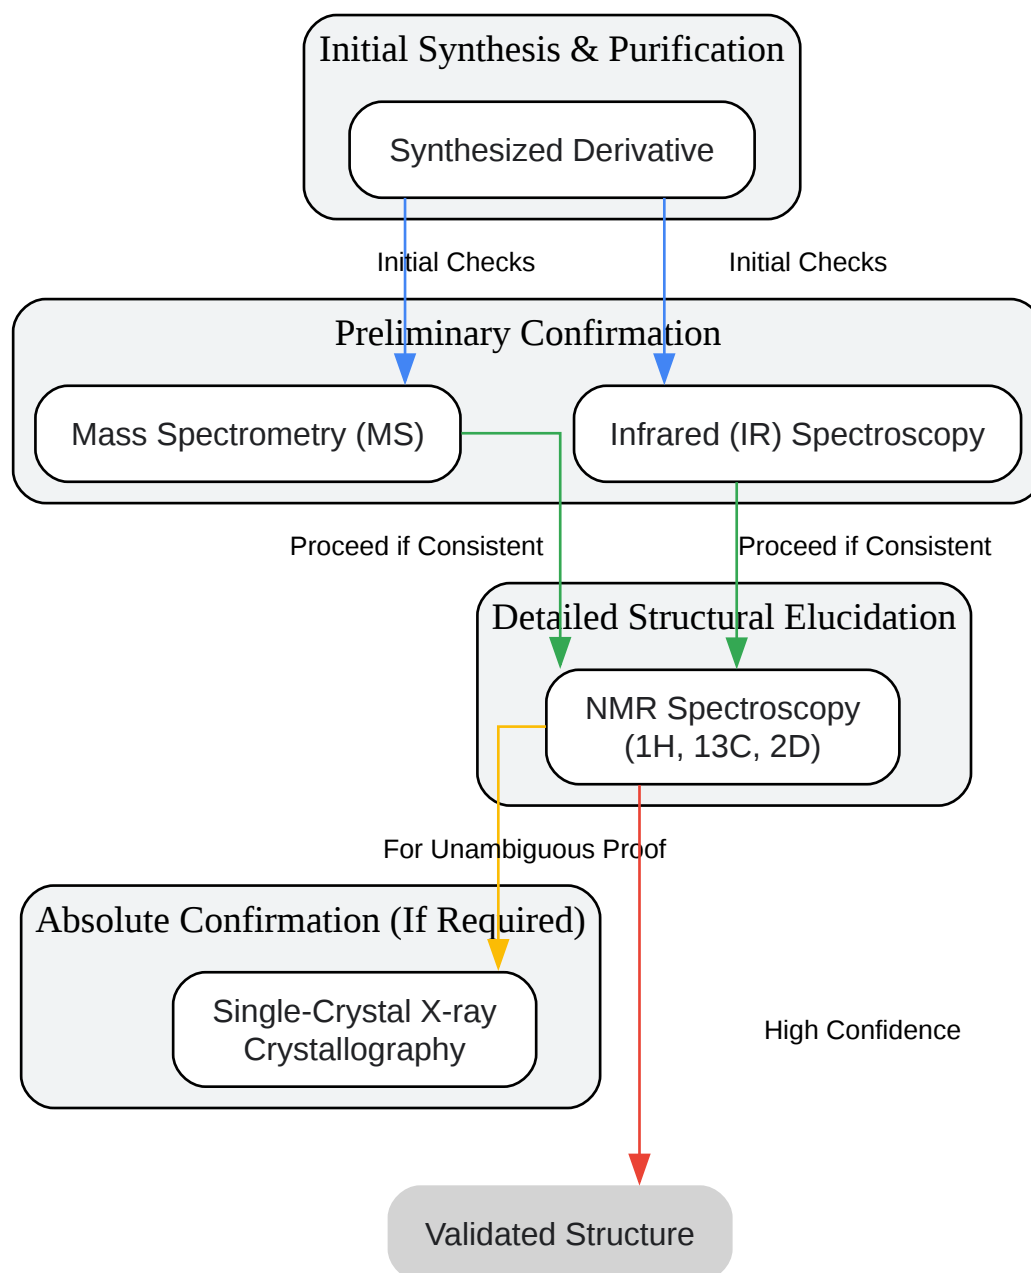 Initial Synthesis & Purification
Synthesized Derivative
Initial Checks
Initial Checks
Preliminary Confirmation
Mass Spectrometry (MS)
Infrared (IR) Spectroscopy
Proceed if Consistent
Proceed if Consistent
Detailed Structural Elucidation
NMR Spectroscopy
(1H, 13C, 2D)
For Unambiguous Proof
Absolute Confirmation (If Required)
Single-Crystal X-ray
Crystallography
High Confidence
Validated Structure